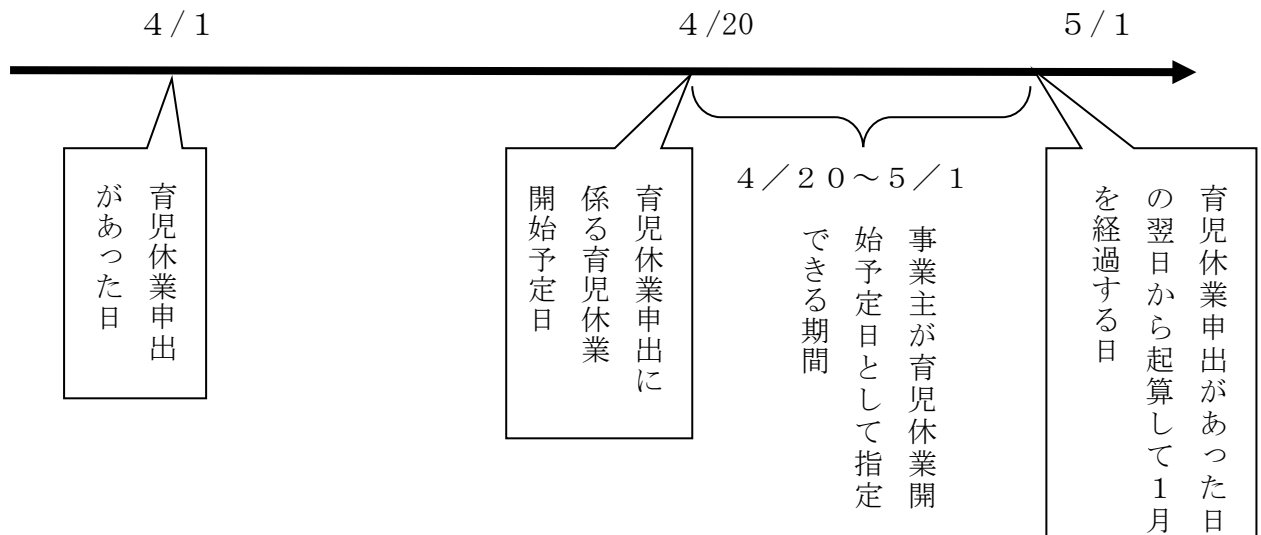 ４/１
４/20
５/１
育児休業申出
があった日
育児休業申出に
係る育児休業
開始予定日
４／２０～５／１
事業主が育児休業開
始予定日として指定
できる期間
育児休業申出があった日
の翌日から起算して１月
を経過する日